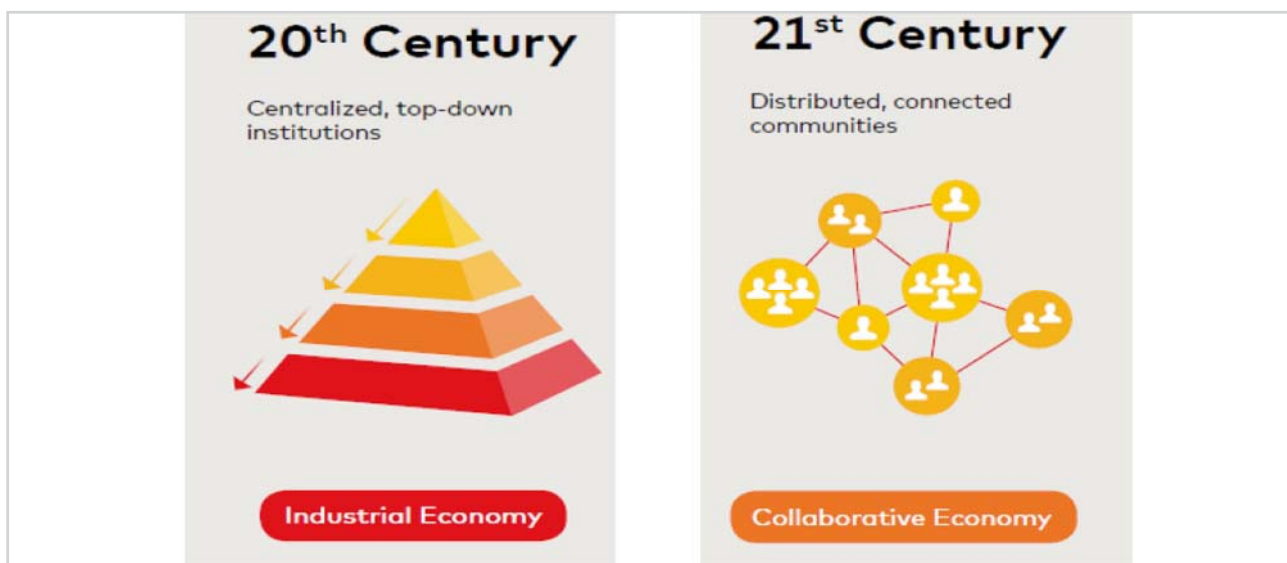 20th Century
Centralized, top-down
institutions
Industrial Economy
21st Century
Distributed, connected
communities
Collaborative Economy